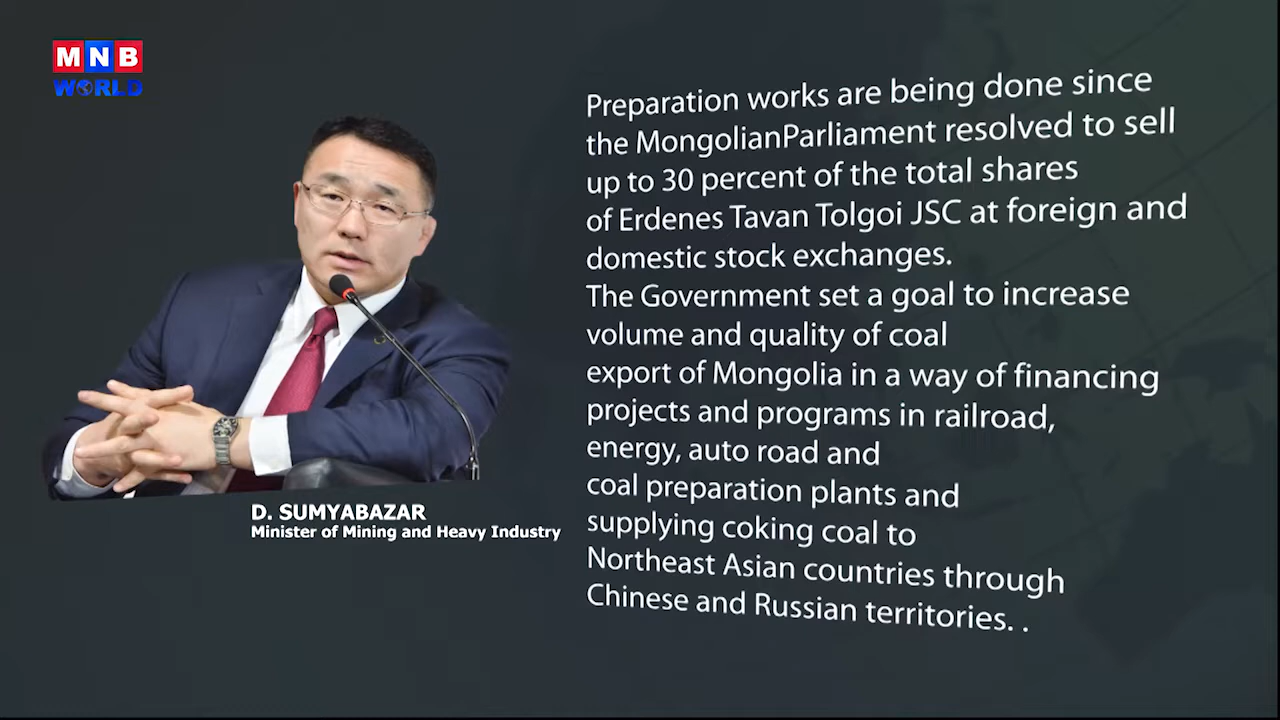 MNB
WORLD
Preparation works are being done since
the MongolianParliament resolved to sell
up to 30 percent of the total shares
of Erdenes Tavan Tolgoi JSC at foreign and
domestic stock exchanges.
The Government set a goal to increase
volume and quality of coal
export of Mongolia in a way of financing
projects and programs in railroad,
energy, auto road and
coal preparation plants and
supplying coking coal to
Northeast Asian countries through
Chinese and Russian territories. .
D. SUMYABAZAR
Minister of Mining and Heavy Industry